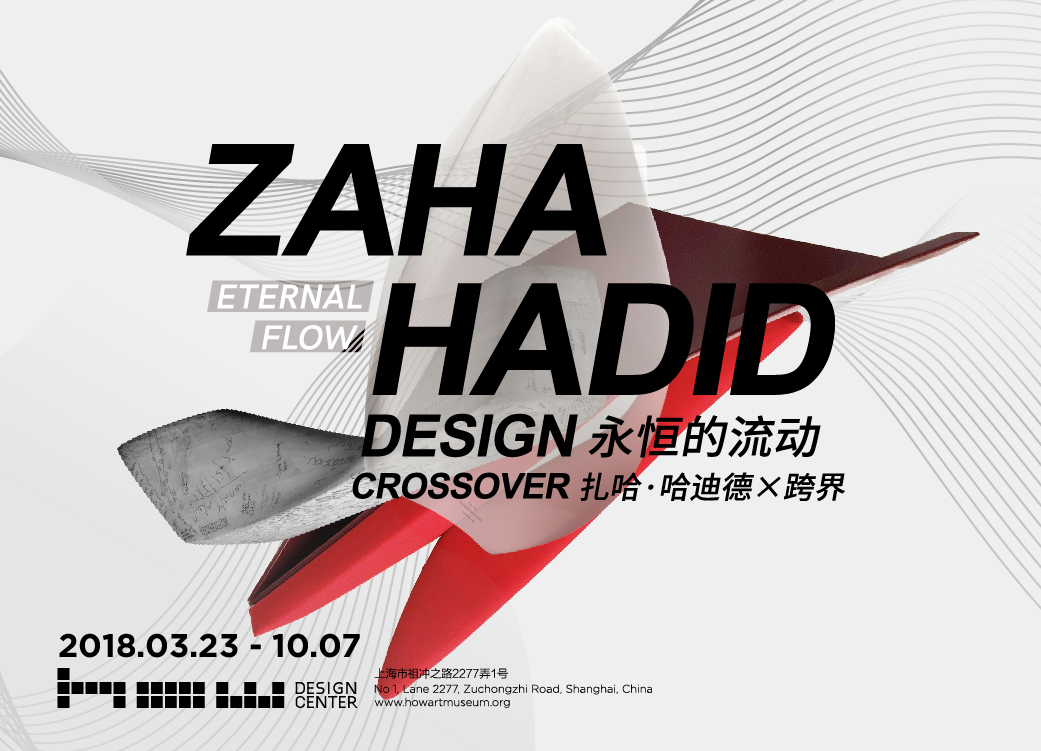 ZAHA
ETERNAL
HADID
FLOW
DESIGN 永恒的流动
CROSSOVER 扎哈·哈迪德×跨界
2018.03.23 - 10.07
how DESIGN
CENTER
上海市祖冲之路2277弄1号
No 1, Lane 2277, Zuchongzhi Road, Shanghai, China
www.howartmuseum.org